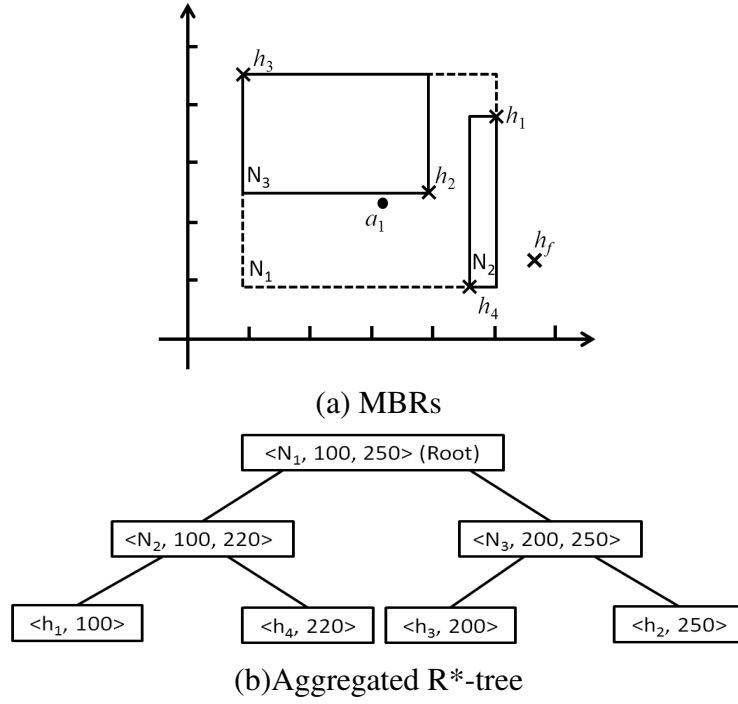 h₃
h₁
N₃
h₂
a₁
h_f
N₁
N₂
h₄
(a) MBRs
<N₁, 100, 250> (Root)
<N₂, 100, 220>
<N₃, 200, 250>
<h₁, 100>
<h₄, 220>
<h₃, 200>
<h₂, 250>
(b)Aggregated R*-tree